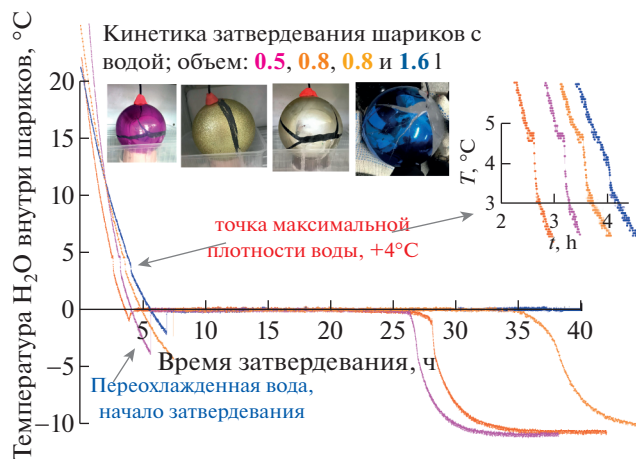 Кинетика затвердевания шариков с
водой; объем: 0.5, 0.8, 0.8 и 1.6 l
Температура H₂O внутри шариков, °C
20
15
10
5
0
−5
−10
5
10
15
20
25
30
35
40
Время затвердевания, ч
точка максимальной
плотности воды, +4°C
Переохлажденная вода,
начало затвердевания
T, °C
5
4
3
2
3
4
t, h